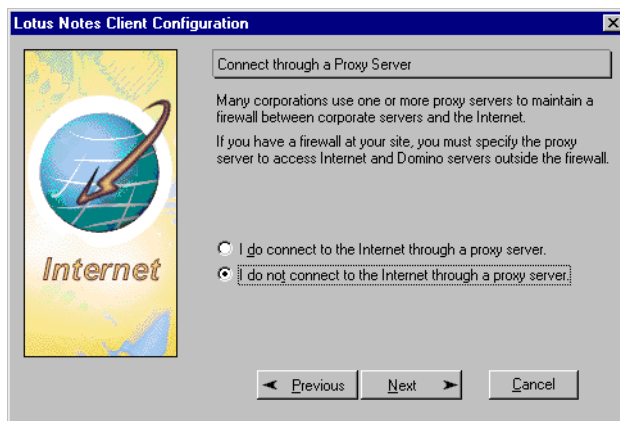 Lotus Notes Client Configuration
Connect through a Proxy Server
Many corporations use one or more proxy servers to maintain a
firewall between corporate servers and the Internet.
If you have a firewall at your site, you must specify the proxy
server to access Internet and Domino servers outside the firewall.
I do connect to the Internet through a proxy server.
I do not connect to the Internet through a proxy server.
Internet
Previous Next Cancel